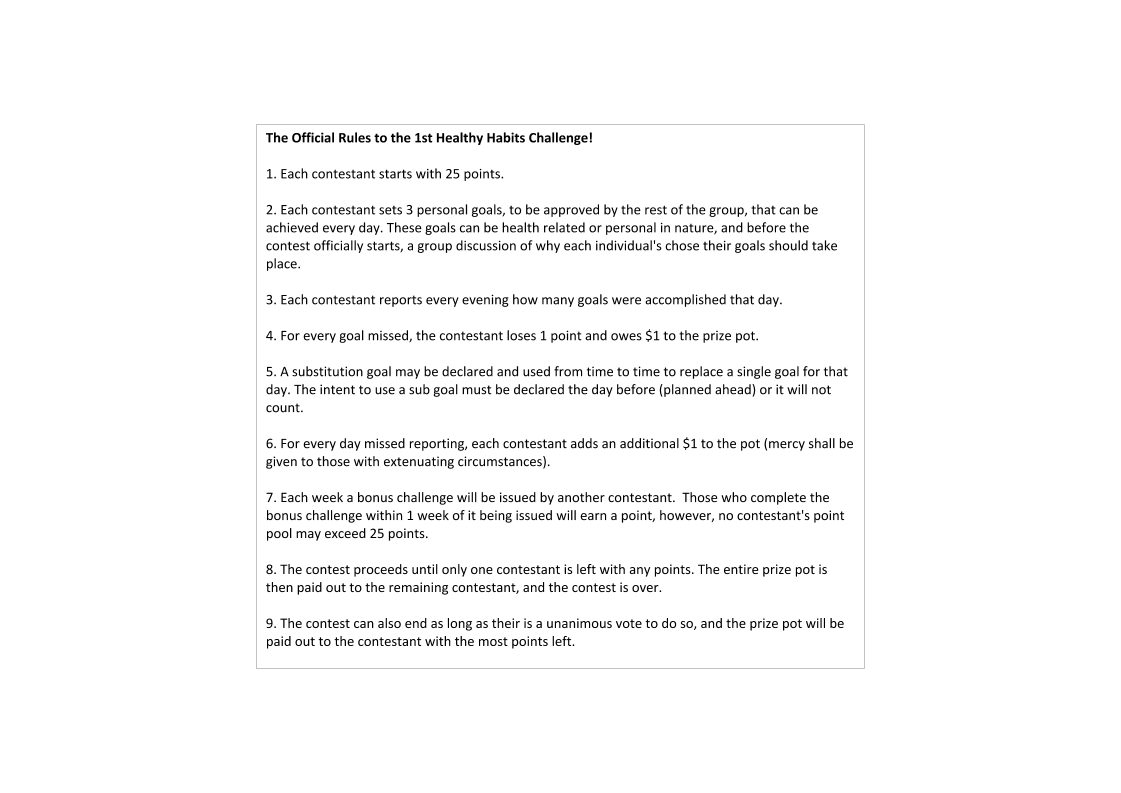 The Official Rules to the 1st Healthy Habits Challenge!
1. Each contestant starts with 25 points.
2. Each contestant sets 3 personal goals, to be approved by the rest of the group, that can be
achieved every day. These goals can be health related or personal in nature, and before the
contest officially starts, a group discussion of why each individual's chose their goals should take
place.
3. Each contestant reports every evening how many goals were accomplished that day.
4. For every goal missed, the contestant loses 1 point and owes $1 to the prize pot.
5. A substitution goal may be declared and used from time to time to replace a single goal for that
day. The intent to use a sub goal must be declared the day before (planned ahead) or it will not
count.
6. For every day missed reporting, each contestant adds an additional $1 to the pot (mercy shall be
given to those with extenuating circumstances).
7. Each week a bonus challenge will be issued by another contestant.  Those who complete the
bonus challenge within 1 week of it being issued will earn a point, however, no contestant's point
pool may exceed 25 points.
8. The contest proceeds until only one contestant is left with any points. The entire prize pot is
then paid out to the remaining contestant, and the contest is over.
9. The contest can also end as long as their is a unanimous vote to do so, and the prize pot will be
paid out to the contestant with the most points left.